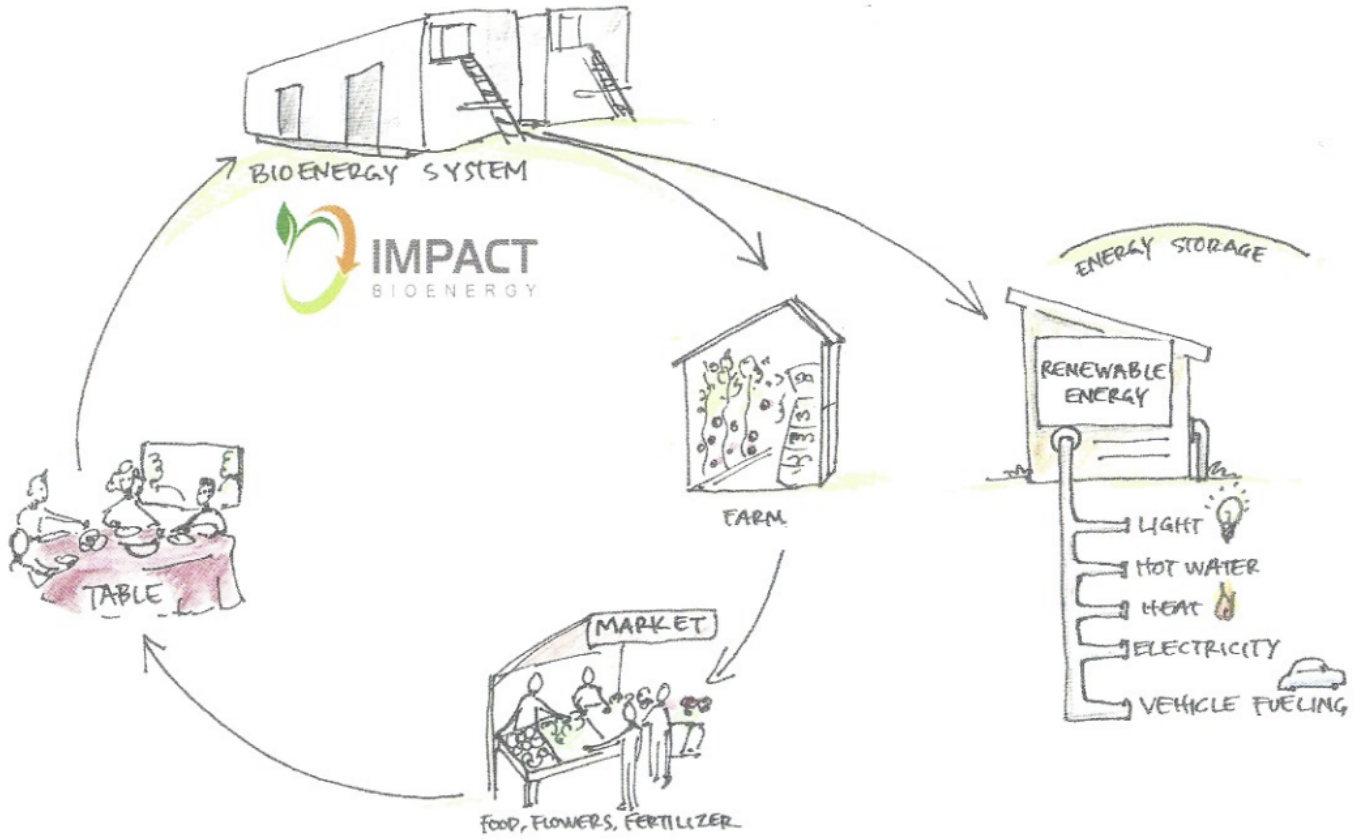 BIOENERGY SYSTEM
IMPACT
BIOENERGY
ENERGY STORAGE
RENEWABLE
ENERGY
FARM
LIGHT
HOT WATER
HEAT
ELECTRICITY
VEHICLE FUELING
TABLE
MARKET
FOOD, FLOWERS, FERTILIZER